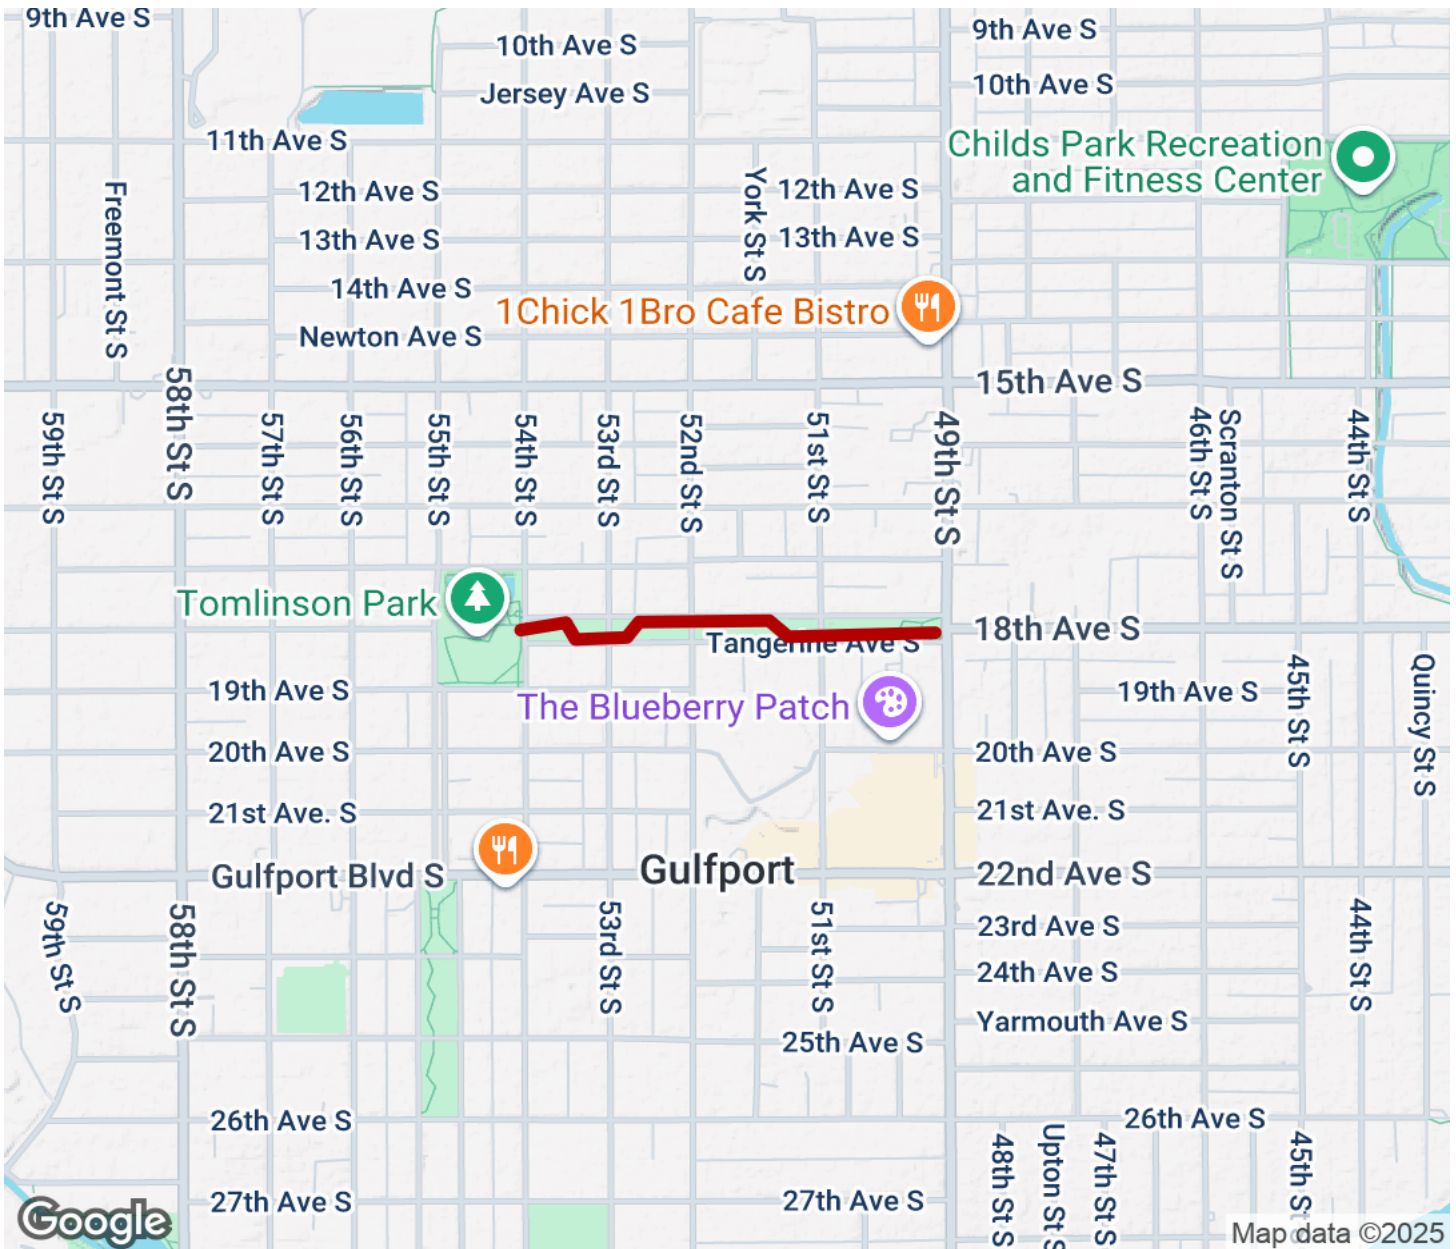 9th Ave S
9th Ave S
10th Ave S
10th Ave S
Jersey Ave S
11th Ave S
Childs Park Recreation
and Fitness Center
Freemont St S
12th Ave S
York St S
12th Ave S
13th Ave S
13th Ave S
14th Ave S
1Chick 1Bro Cafe Bistro
Newton Ave S
58th St S
15th Ave S
59th St S
57th St S
56th St S
55th St S
54th St S
53rd St S
52nd St S
51st St S
49th St S
46th St S
Scranton St S
44th St S
Tomlinson Park
18th Ave S
Tangerine Ave S
19th Ave S
The Blueberry Patch
19th Ave S
45th St S
Quincy St S
20th Ave S
20th Ave S
21st Ave. S
21st Ave. S
Gulfport Blvd S
Gulfport
22nd Ave S
59th St S
58th St S
53rd St S
51st St S
23rd Ave S
44th St S
24th Ave S
Yarmouth Ave S
25th Ave S
26th Ave S
26th Ave S
48th St S
Upton St S
47th St S
45th St S
27th Ave S
27th Ave S
Google
Map data ©2025